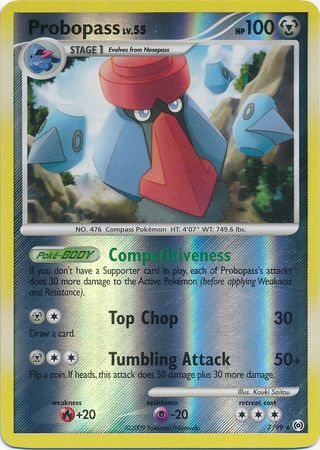 Probopass LV.55 HP 100
STAGE 1 Evolves from Nosepass
NO. 476 Compass Pokémon HT: 4'07" WT: 749.6 lbs.
Poké-BODY Competitiveness
If you don't have a Supporter card in play, each of Probopass's attacks
does 30 more damage to the Active Pokémon (before applying Weakness
and Resistance).
Top Chop 30
Draw a card.
Tumbling Attack 50+
Flip a coin. If heads, this attack does 50 damage plus 30 more damage.
Illus. Kouki Saitou
weakness resistance retreat cost
+20 -20
©2009 Pokémon/Nintendo 7/99